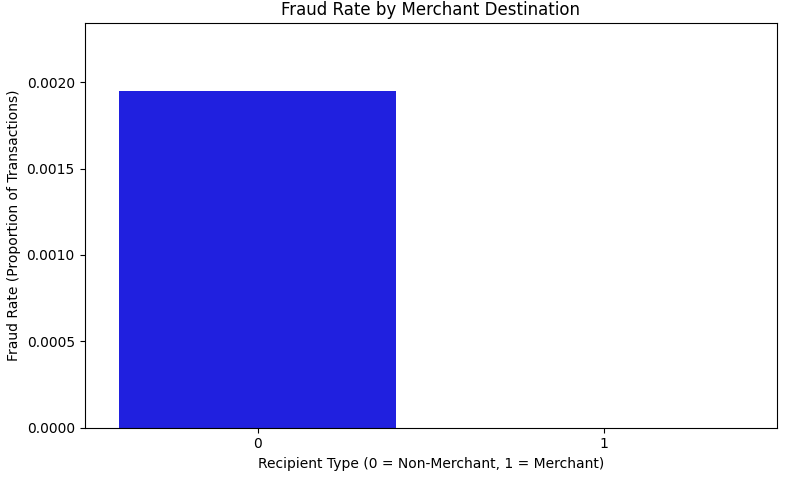 Fraud Rate by Merchant Destination
Fraud Rate (Proportion of Transactions)
0.0020
0.0015
0.0010
0.0005
0.0000
0 1
Recipient Type (0 = Non-Merchant, 1 = Merchant)